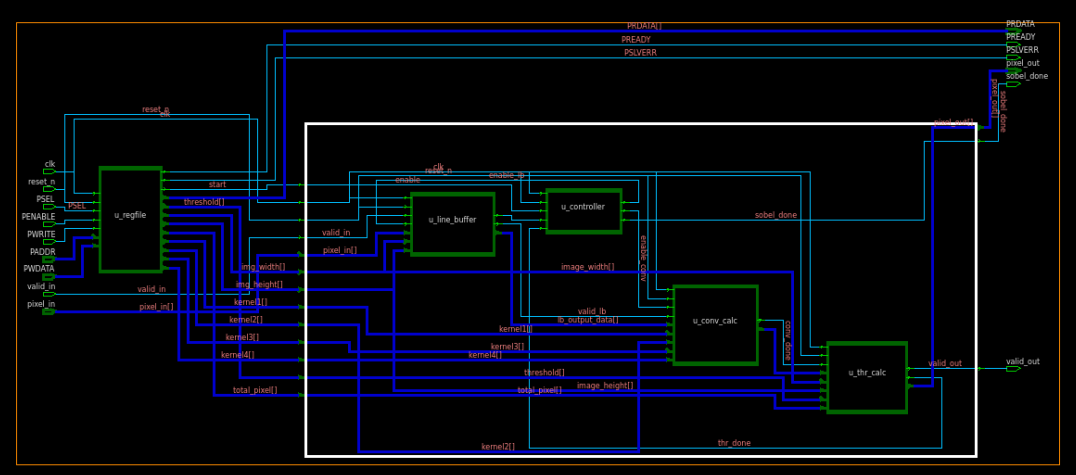 PRDATA[]
PRDATA
PREADY
PREADY
PSLVERR
PSLVERR
pixel_out
sobel_done
pixel_out[]
sobel_done
reset_n
clk
pixel_out[]
clk
reset_n
PSEL
PSEL
PENABLE
PWRITE
PADDR
PWDATA
valid_in
pixel_in
u_regfile
start
threshold[]
clk
reset_n
enable
enable_lb
u_line_buffer
u_controller
sobel_done
valid_in
pixel_in[]
enable_conv
img_width[]
image_width[]
img_height[]
valid_in
pixel_in[]
kernel1[]
kernel2[]
kernel3[]
kernel4[]
total_pixel[]
valid_lb
lb_output_data[]
kernel1[]
kernel3[]
kernel4[]
u_conv_calc
conv_done
threshold[]
image_height[]
total_pixel[]
u_thr_calc
valid_out
valid_out
thr_done
kernel2[]